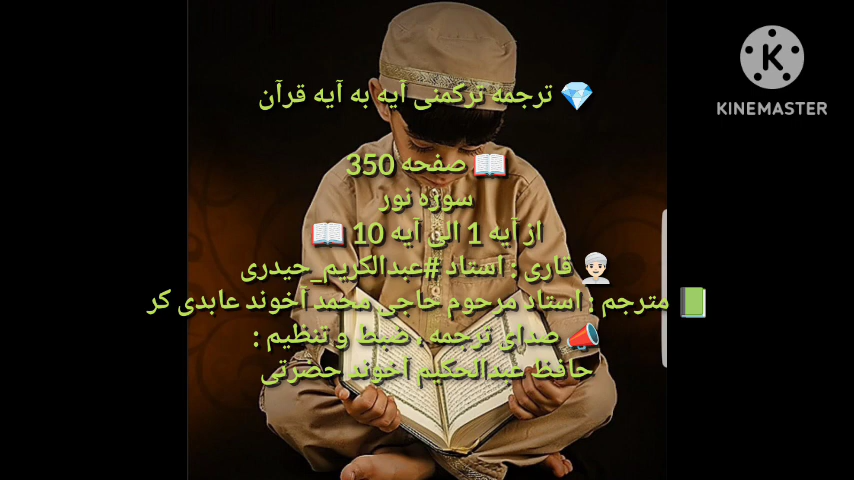 💎 ترجمه ترکمنی آیه به آیه قرآن
📖 صفحه 350
سوره نور
از آیه 1 الی آیه 10 📖
👳🏻 قاری : استاد #عبدالکریم_حیدری
📗 مترجم : استاد مرحوم حاجی محمد آخوند عابدی کر
📣 صدای ترجمه ، ضبط و تنظیم :
حافظ عبدالحکیم آخوند حضرتی
KINEMASTER